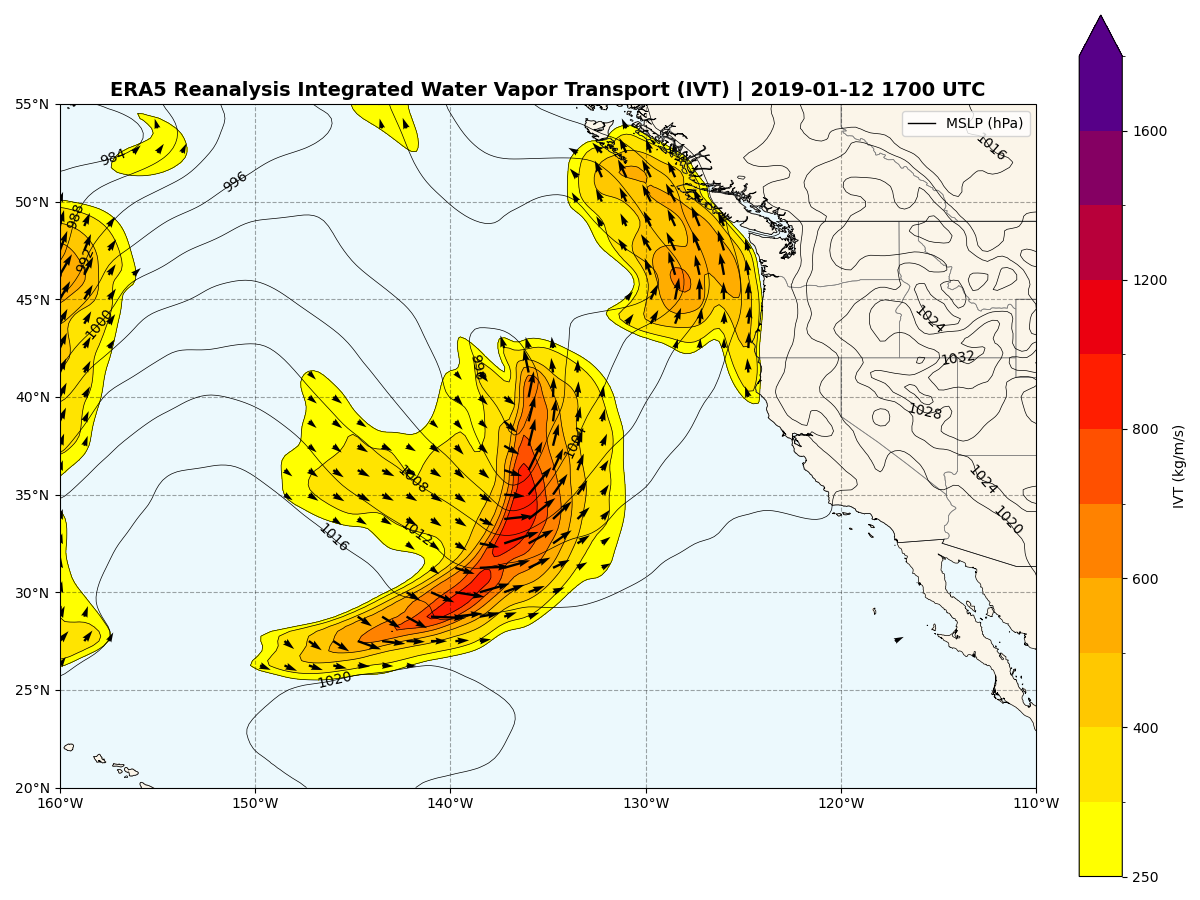 ERA5 Reanalysis Integrated Water Vapor Transport (IVT) | 2019-01-12 1700 UTC
MSLP (hPa)
55°N
50°N
45°N
40°N
35°N
30°N
25°N
20°N
160°W
150°W
140°W
130°W
120°W
110°W
984
996
988
992
1000
996
1004
1008
1012
1016
1020
1016
1024
1032
1028
1024
1020
1600
1200
800
600
400
250
IVT (kg/m/s)